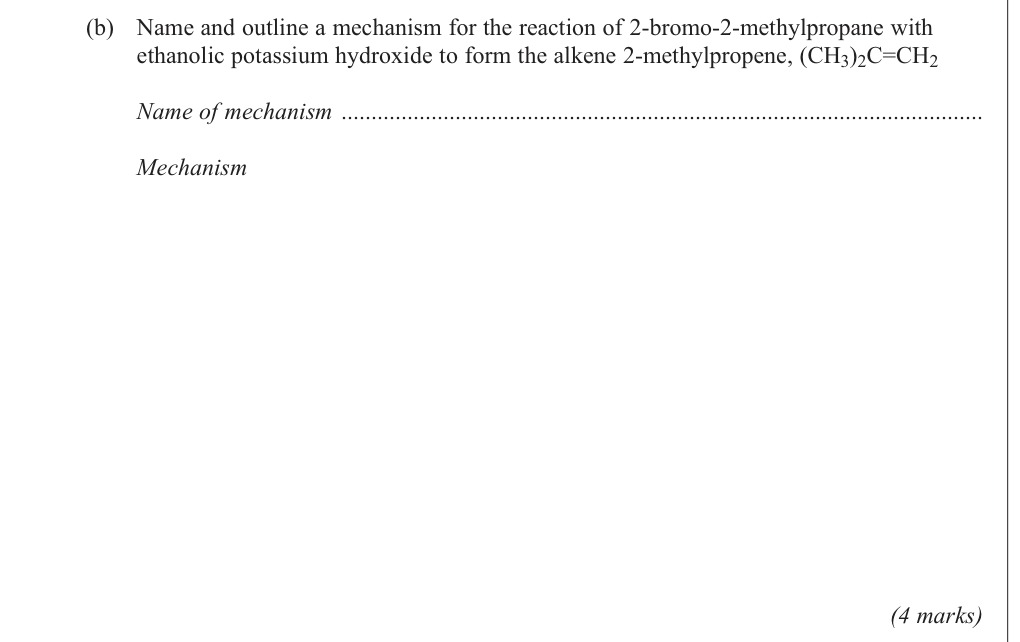 (b) Name and outline a mechanism for the reaction of 2-bromo-2-methylpropane with
ethanolic potassium hydroxide to form the alkene 2-methylpropene, (CH₃)₂C=CH₂
Name of mechanism ............................................................................................................
Mechanism
(4 marks)